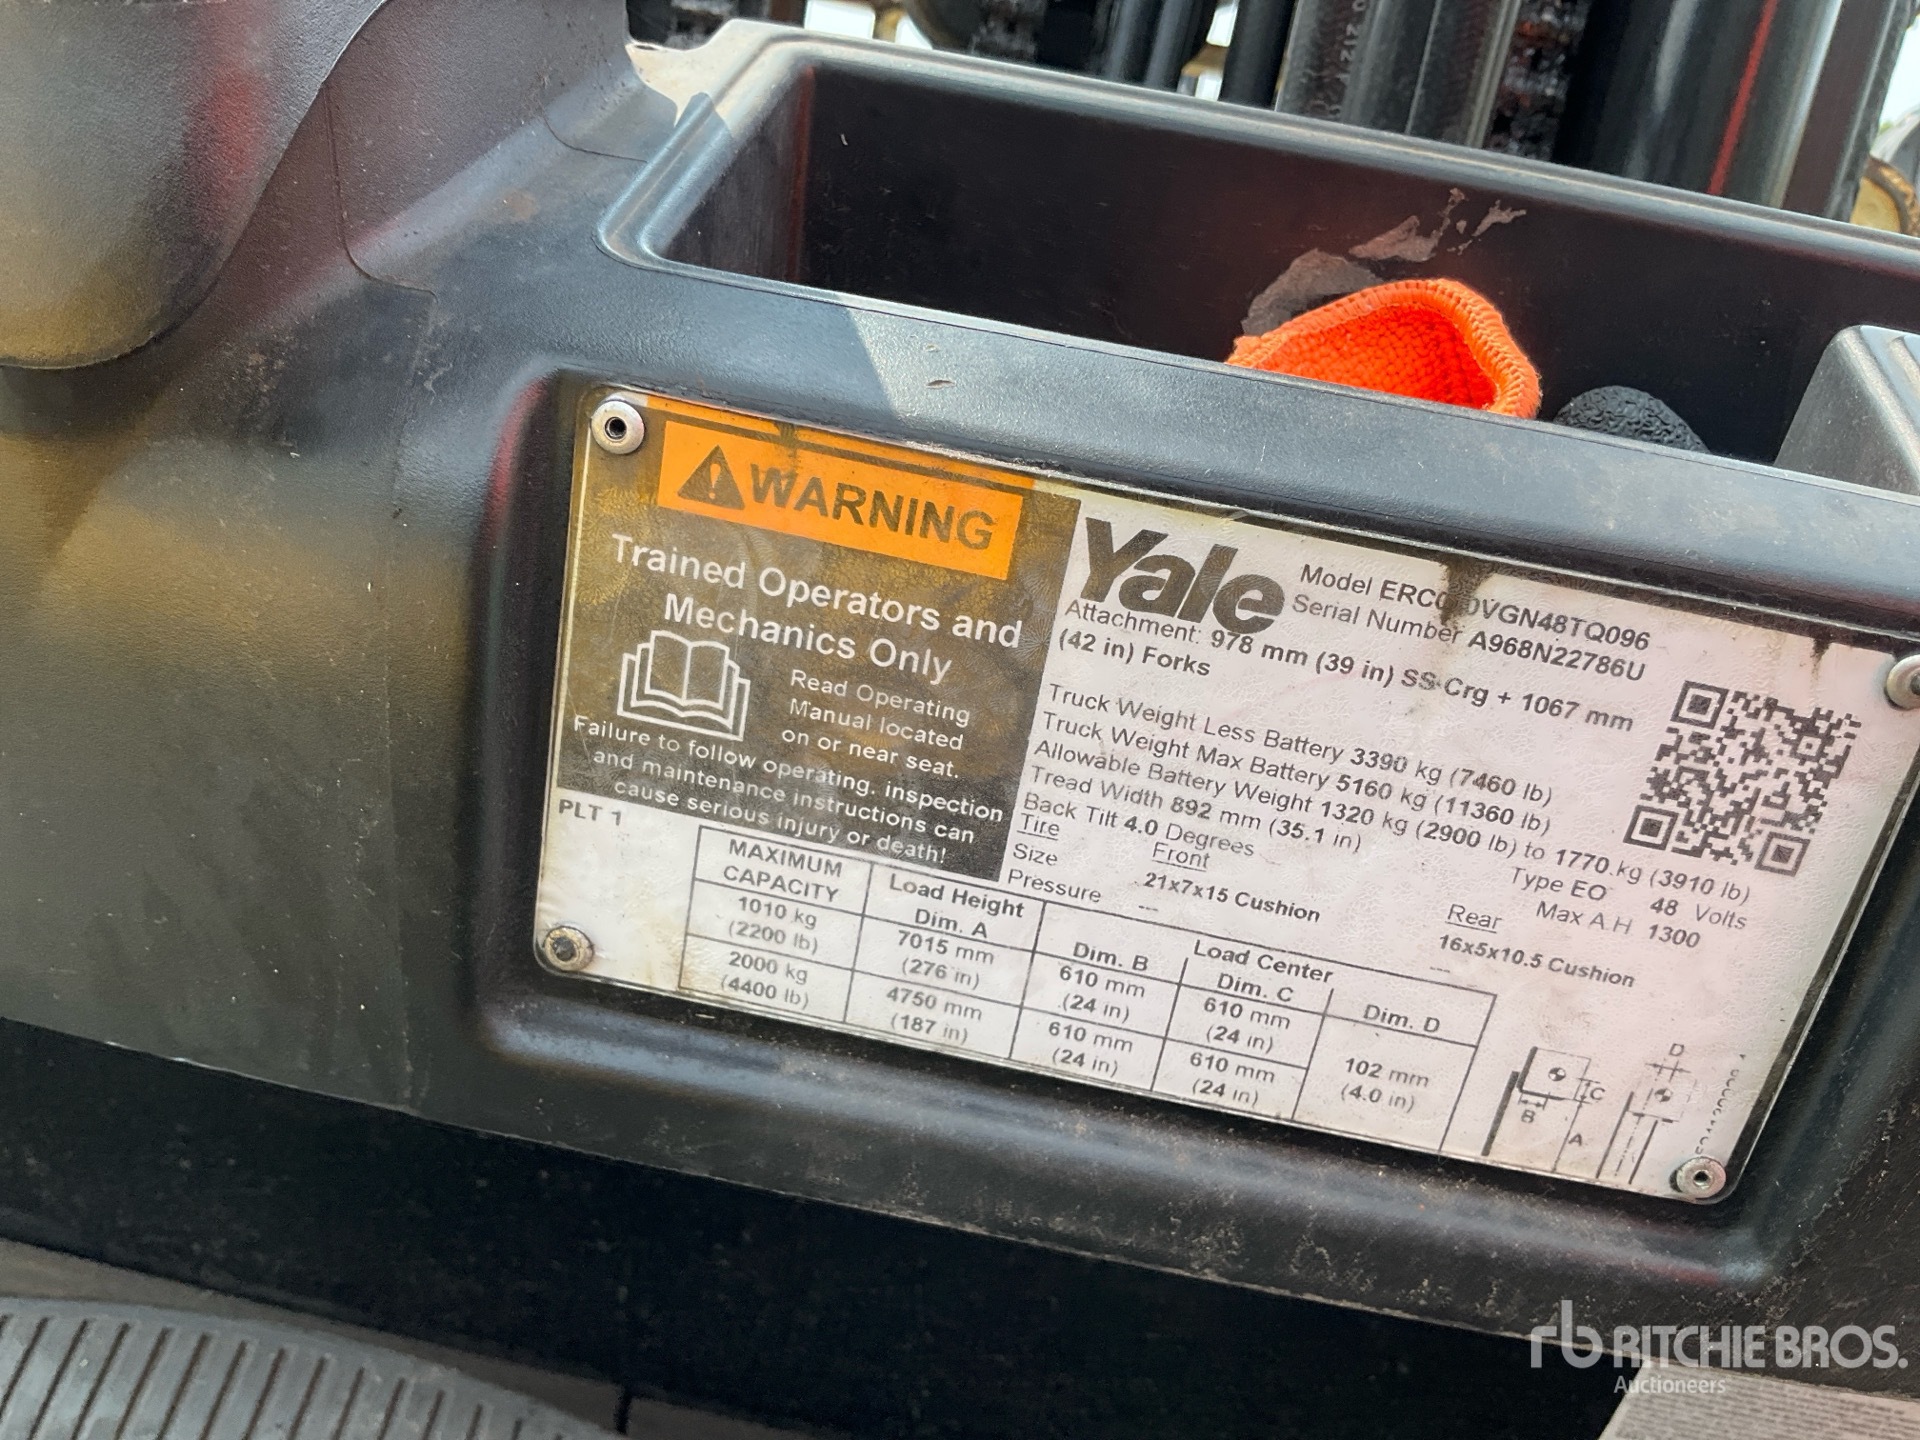 WARNING
Trained Operators and
Mechanics Only
Read Operating
Manual located
on or near seat.
Failure to follow operating, inspection
and maintenance instructions can
cause serious injury or death!
Yale
Model
Serial Number A968N22786U
Attachment: 978 mm (39 in) SS-Crg + 1067 mm
(42 in) Forks
Truck Weight Less Battery 3390 kg (7460 lb)
Truck Weight Max Battery 5160 kg (11360 lb)
Allowable Battery Weight 1320 kg (2900 lb) to 1770 kg (3910 lb)
Tread Width 892 mm (35.1 in)
Type EO 48 Volts
Back Tilt 4.0 Degrees
Max A.H 1300
Tire Front Rear
Size 21x7x15 Cushion 16x5x10.5 Cushion
Pressure --- ---
PLT 1
MAXIMUM CAPACITY Load Height Dim. A Load Center
Dim. B Dim. C Dim. D
1010 kg (2200 lb) 7015 mm (276 in) 610 mm (24 in) 610 mm (24 in) 102 mm (4.0 in)
2000 kg (4400 lb) 4750 mm (187 in) 610 mm (24 in) 610 mm (24 in)
B C A D
rb RITCHIE BROS.
Auctioneers